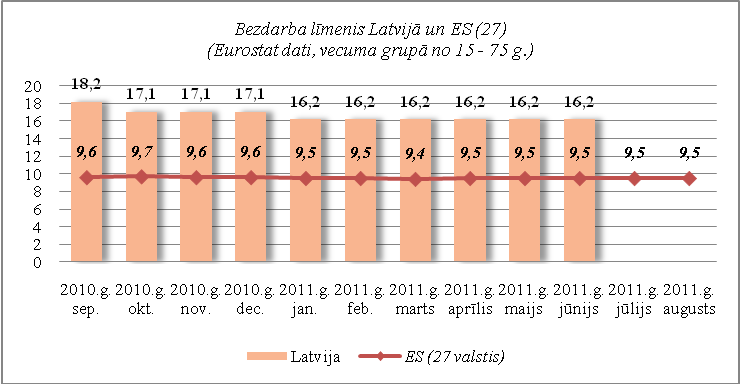 Bezdarba līmenis Latvijā un ES (27)
(Eurostat dati, vecuma grupā no 15 - 75 g.)
20
18
16
14
12
10
8
6
4
2
0
18,2 17,1 17,1 17,1 16,2 16,2 16,2 16,2 16,2 16,2
9,6 9,7 9,6 9,6 9,5 9,5 9,4 9,5 9,5 9,5 9,5 9,5
2010.g. 2010.g. 2010.g. 2010.g. 2011.g. 2011.g. 2011.g. 2011.g. 2011.g. 2011.g. 2011.g. 2011.g.
sep. okt. nov. dec. jan. feb. marts aprīlis maijs jūnijs jūlijs augusts
Latvija ES (27 valstis)